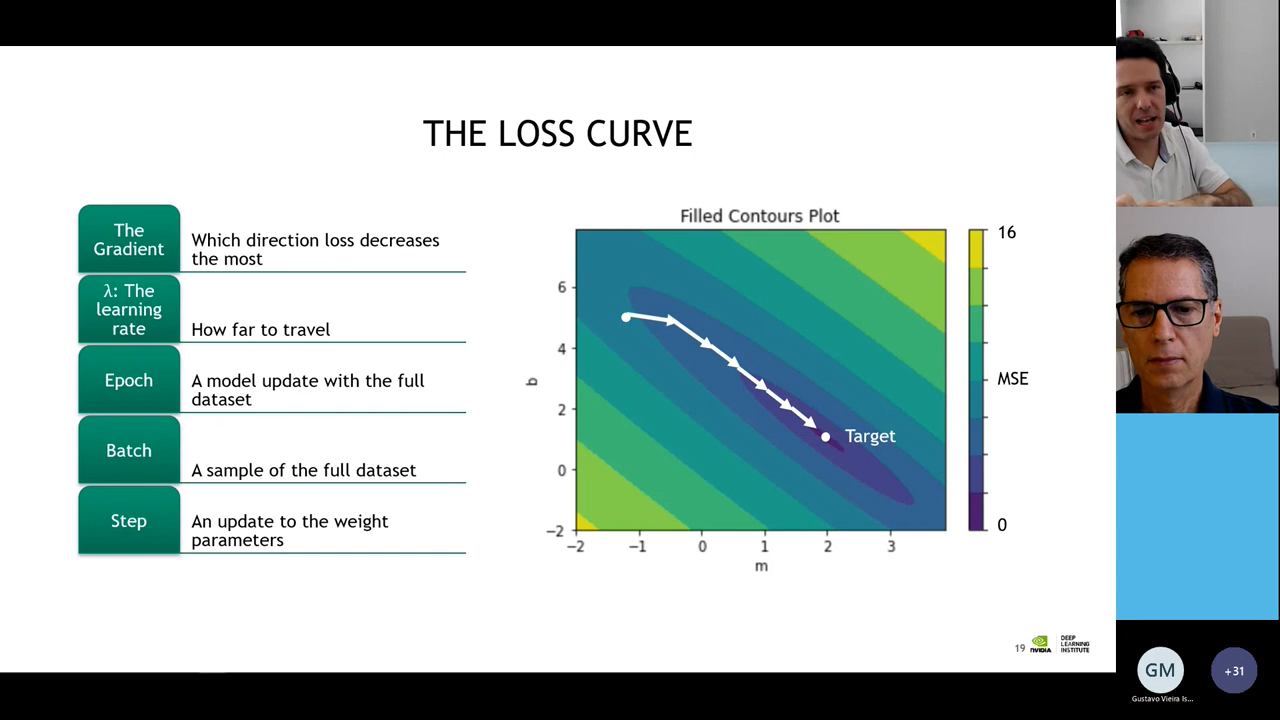 THE LOSS CURVE
The
Gradient
Which direction loss decreases
the most
λ: The
learning
rate
How far to travel
Epoch
A model update with the full
dataset
Batch
A sample of the full dataset
Step
An update to the weight
parameters
Filled Contours Plot
6
4
2
0
−2
b
−2
−1
0
1
2
3
m
Target
16
MSE
0
19
NVIDIA
DEEP
LEARNING
INSTITUTE
GM
Gustavo Vieira Is...
+31